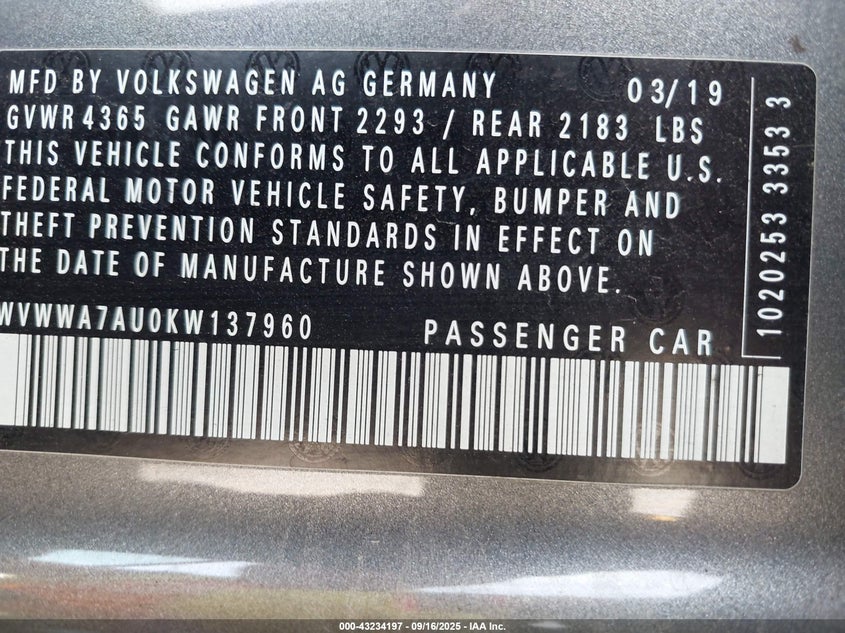 MFD BY VOLKSWAGEN AG GERMANY 03/19
GVWR 4365 GAWR FRONT 2293 / REAR 2183 LBS
THIS VEHICLE CONFORMS TO ALL APPLICABLE U.S.
FEDERAL MOTOR VEHICLE SAFETY, BUMPER AND
THEFT PREVENTION STANDARDS IN EFFECT ON
THE DATE OF MANUFACTURE SHOWN ABOVE.
WVWWA7AU0KW137960 PASSENGER CAR
1020253 3353 3
000-43234197 - 09/16/2025 - IAA Inc.